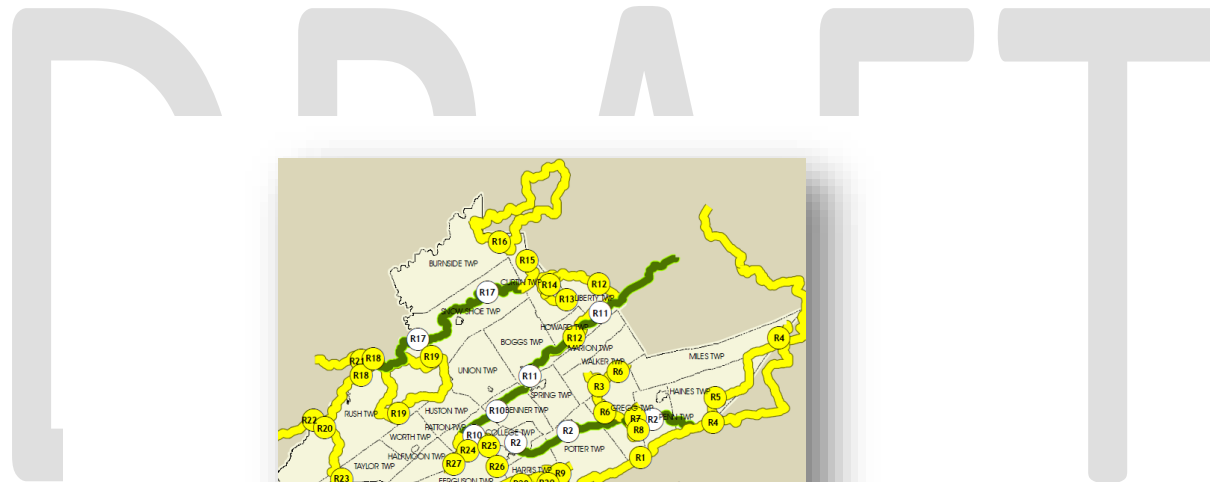 DRAFT
R16
R15
BURNSIDE TWP
CURTIN TWP
R14
R12
R17
R13
LIBERTY TWP
SNOW SHOE TWP
R11
HOWARD TWP
R17
R12
BOGGS TWP
MARION TWP
R21
R18
R19
WALKER TWP
MILES TWP
R4
R18
UNION TWP
R11
R6
R3
SPRING TWP
HAINES TWP
R5
RUSH TWP
R19
HUSTON TWP
R10
BENNER TWP
R6
GREGG TWP
R22
R20
PATTON TWP
R7
R2
PENN TWP
R4
WORTH TWP
R10
COLLEGE TWP
R2
R8
R25
R2
HALFMOON TWP
R24
POTTER TWP
R1
TAYLOR TWP
R27
R26
HARRIS TWP
R9
R23
FERGUSON TWP